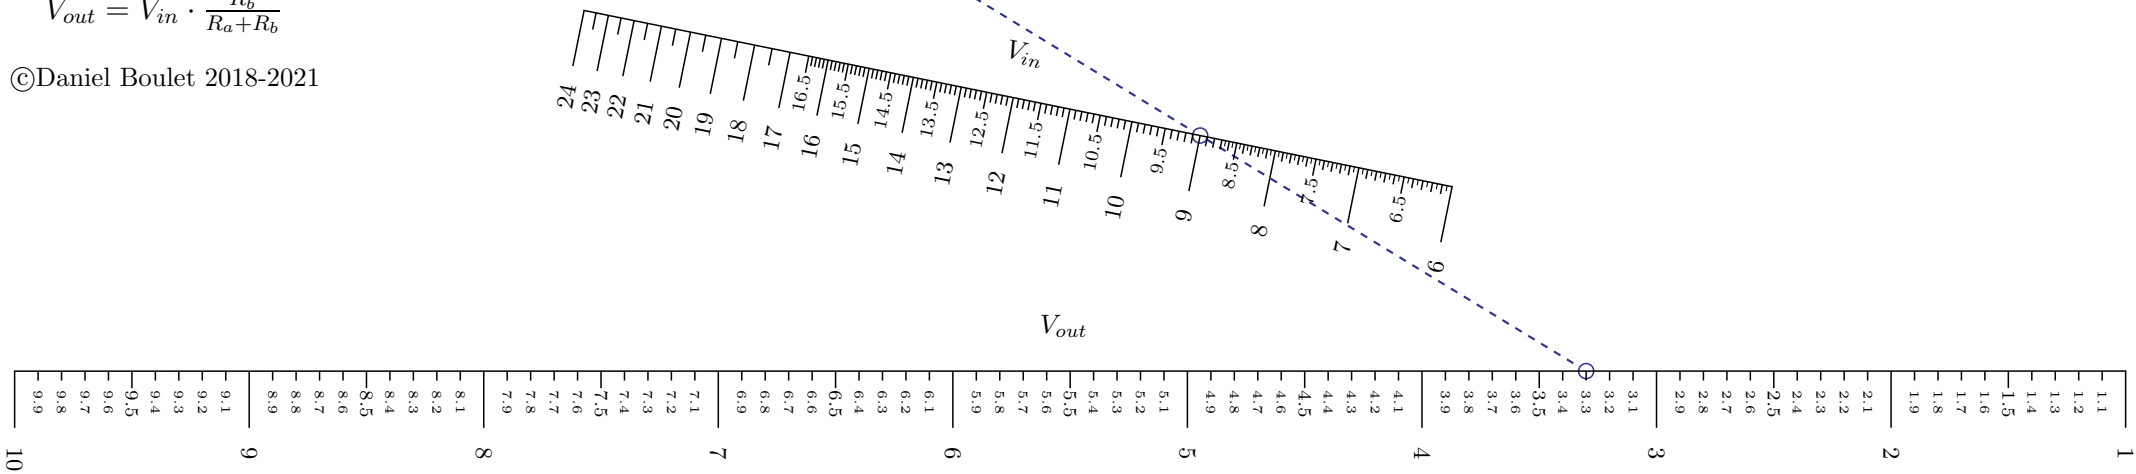 V_out = V_in · R_b / R_a+R_b
©Daniel Boulet 2018-2021
V_in
24 23 22 21 20 19 18 17 16.5 16 15.5 15 14.5 14 13.5 13 12.5 12 11.5 11 10.5 10 9.5 9 8.5 8 7.5 7 6.5 6
V_out
9.9 9.8 9.7 9.6 9.5 9.4 9.3 9.2 9.1 8.9 8.8 8.7 8.6 8.5 8.4 8.3 8.2 8.1 7.9 7.8 7.7 7.6 7.5 7.4 7.3 7.2 7.1 6.9 6.8 6.7 6.6 6.5 6.4 6.3 6.2 6.1 5.9 5.8 5.7 5.6 5.5 5.4 5.3 5.2 5.1 4.9 4.8 4.7 4.6 4.5 4.4 4.3 4.2 4.1 3.9 3.8 3.7 3.6 3.5 3.4 3.3 3.2 3.1 2.9 2.8 2.7 2.6 2.5 2.4 2.3 2.2 2.1 1.9 1.8 1.7 1.6 1.5 1.4 1.3 1.2 1.1
10 9 8 7 6 5 4 3 2 1